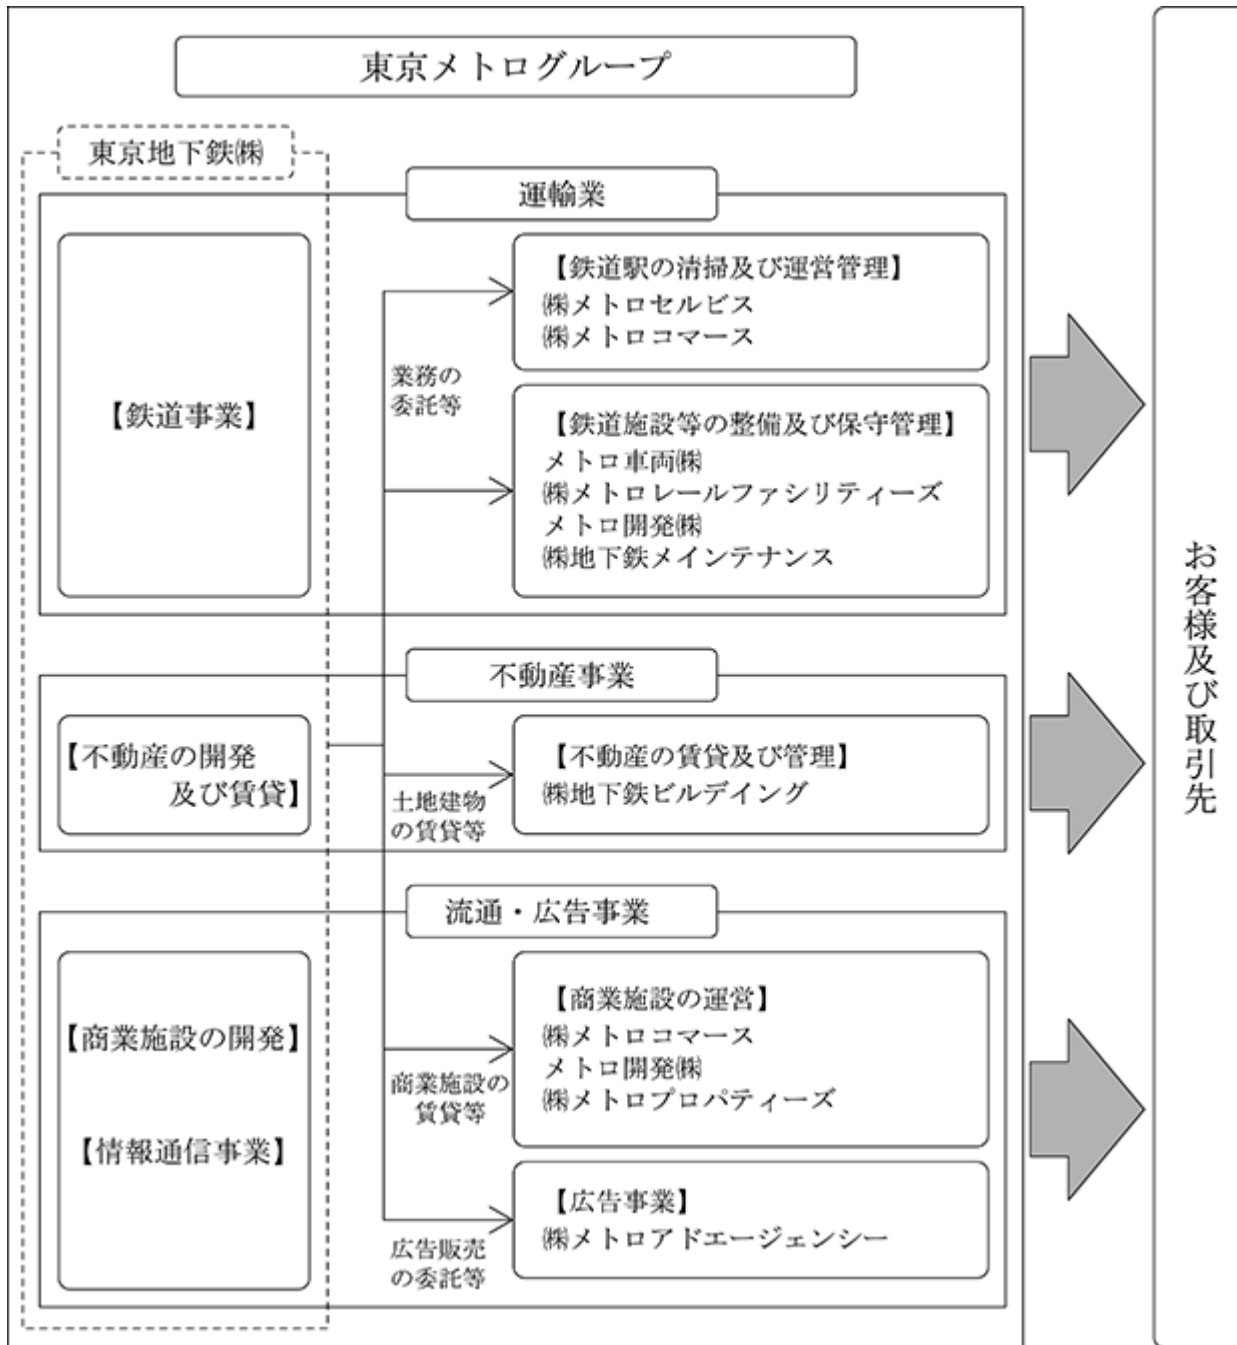 東京メトログループ
東京地下鉄㈱
運輸業
【鉄道事業】
業務の
委託等
【鉄道駅の清掃及び運営管理】
㈱メトロセルビス
㈱メトロコマース
【鉄道施設等の整備及び保守管理】
メトロ車両㈱
㈱メトロレールファシリティーズ
メトロ開発㈱
㈱地下鉄メインテナンス
不動産事業
【不動産の開発
及び賃貸】
土地建物
の賃貸等
【不動産の賃貸及び管理】
㈱地下鉄ビルデイング
流通・広告事業
【商業施設の開発】
【情報通信事業】
商業施設の
賃貸等
【商業施設の運営】
㈱メトロコマース
メトロ開発㈱
㈱メトロプロパティーズ
広告販売
の委託等
【広告事業】
㈱メトロアドエージェンシー
お客様及び取引先